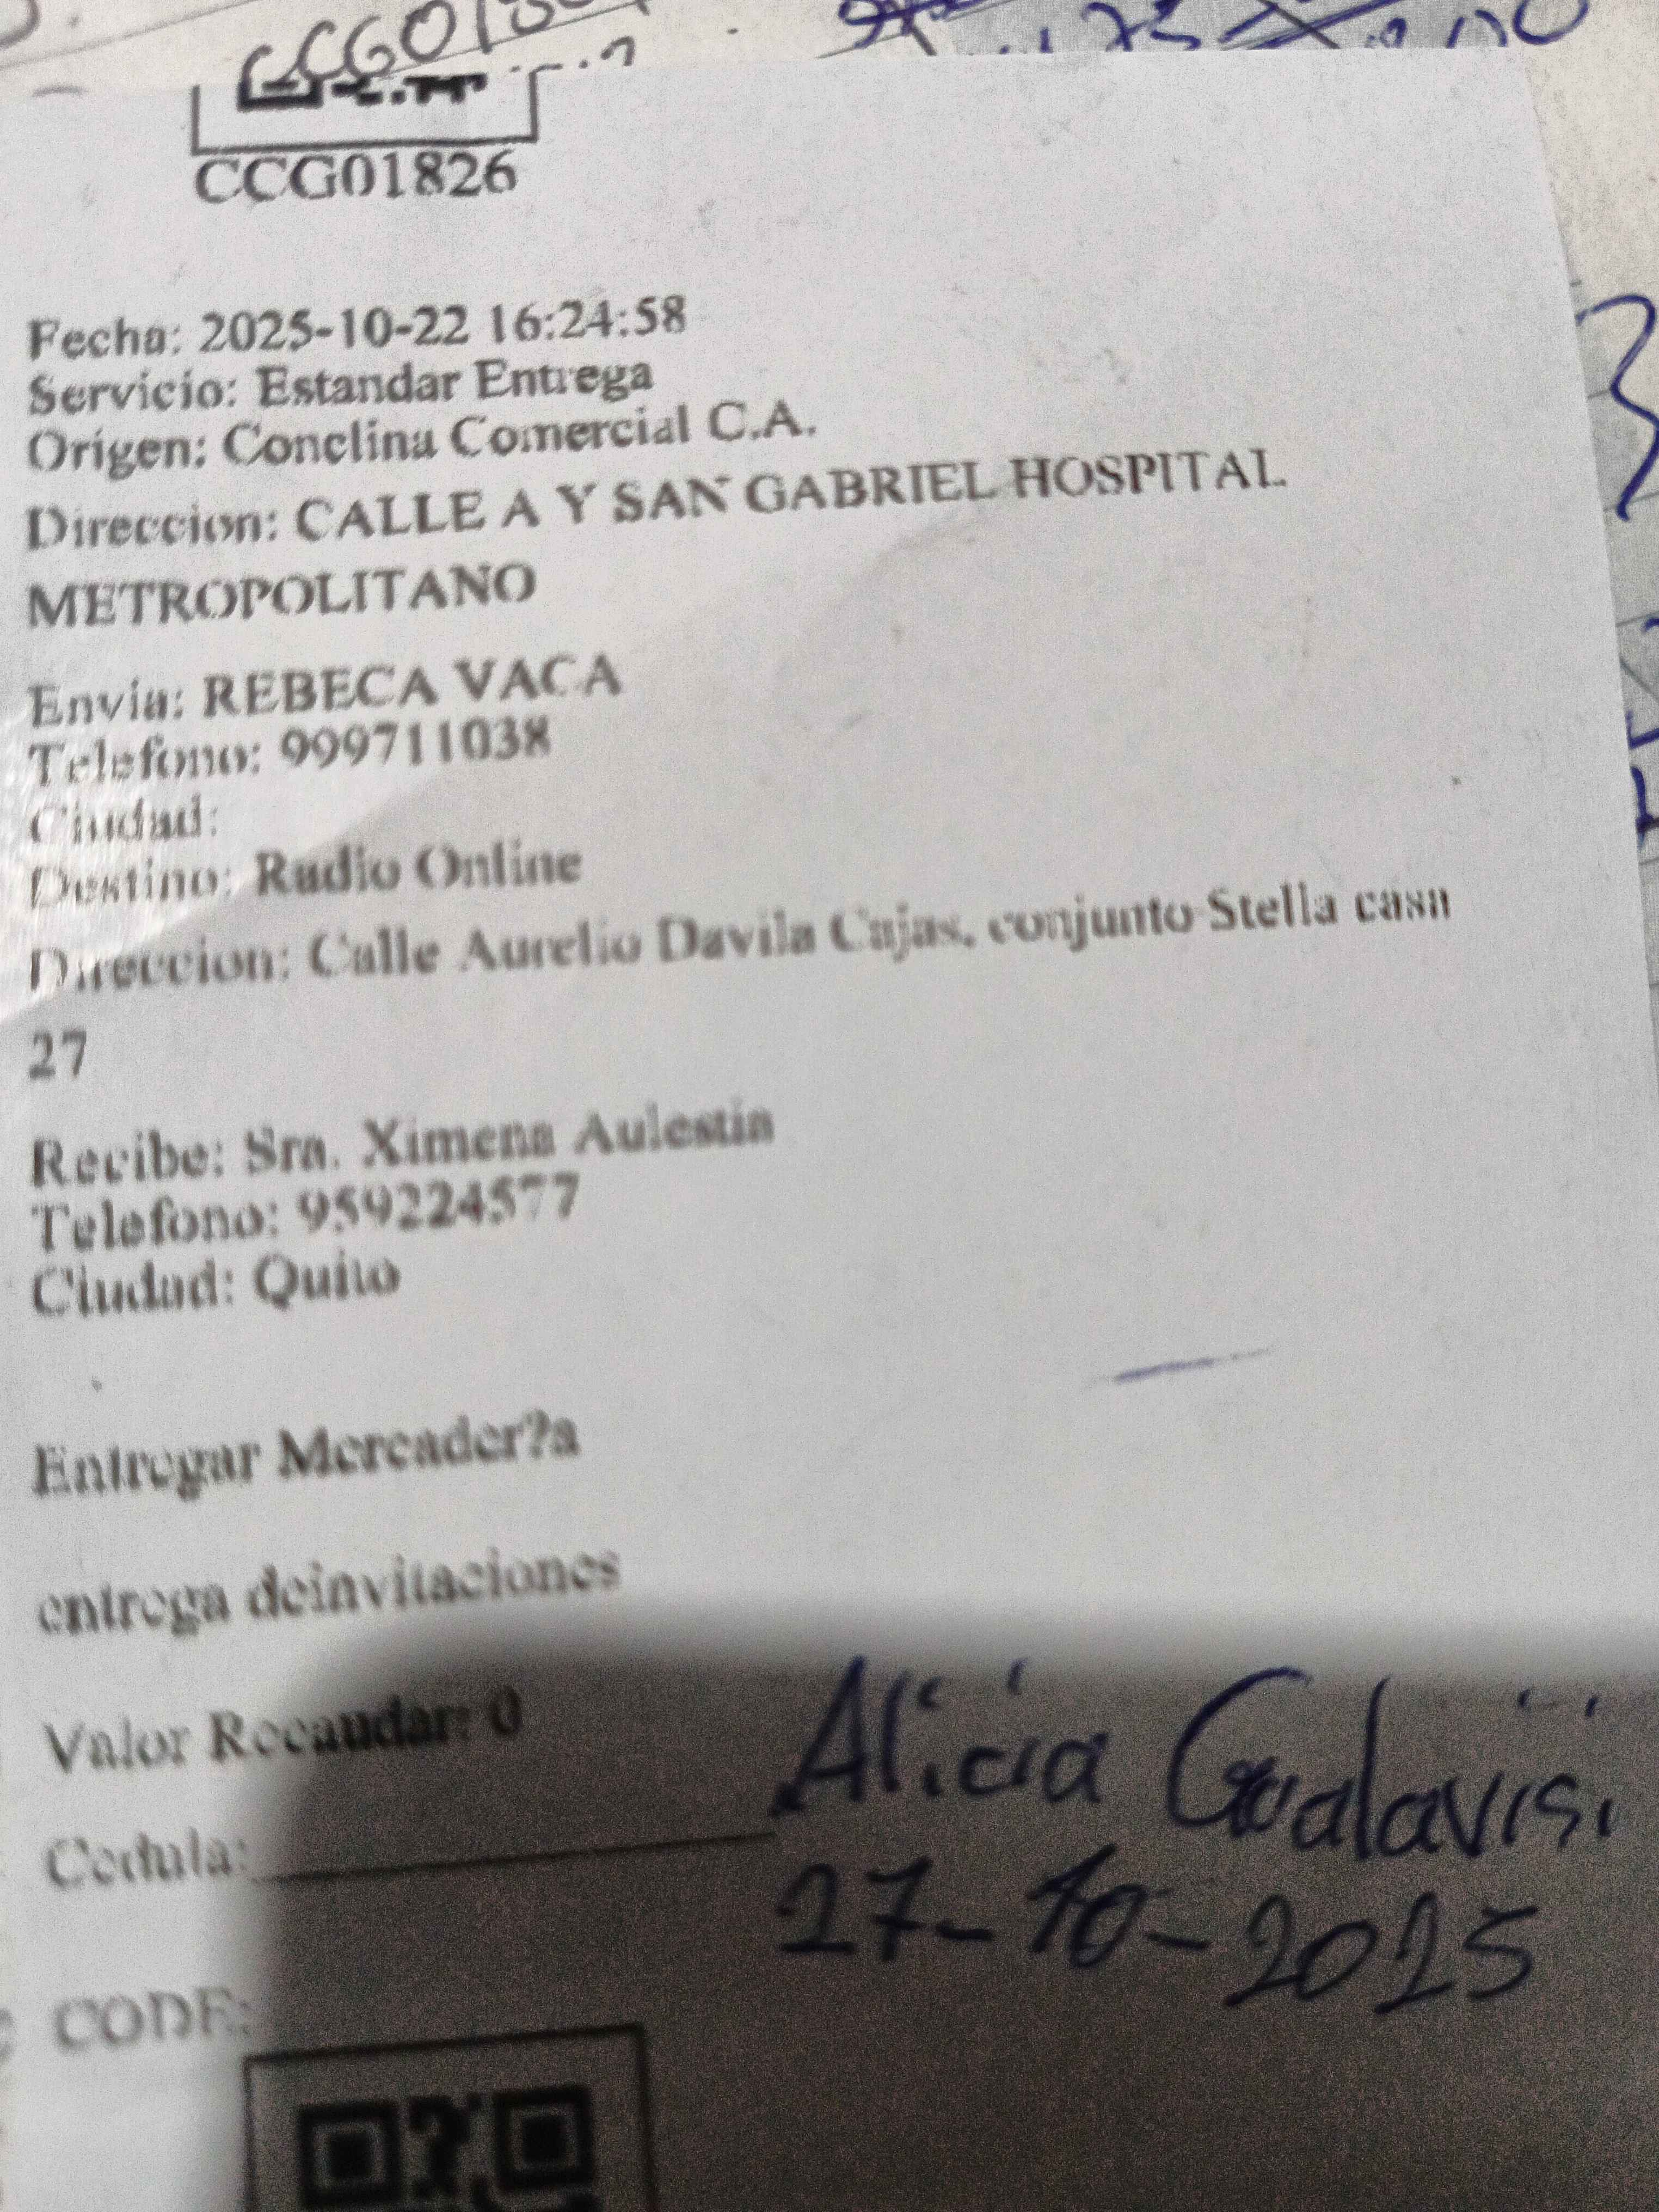 CCG01826
Fecha: 2025-10-22 16:24:58
Servicio: Estandar Entrega
Origen: Conclina Comercial C.A.
Direccion: CALLE A Y SAN GABRIEL HOSPITAL
METROPOLITANO
Envia: REBECA VACA
Telefono: 999711038
Ciudad:
Destino: Radio Online
Direccion: Calle Aurelio Davila Cajas, conjunto Stella casa
27
Recibe: Sra. Ximena Aulestia
Telefono: 959224577
Ciudad: Quito
Entregar Mercader?a
entrega deinvitaciones
Valor Recaudar: 0
Alicia Gualavisi
Cedula:
27-10-2025
CODE: